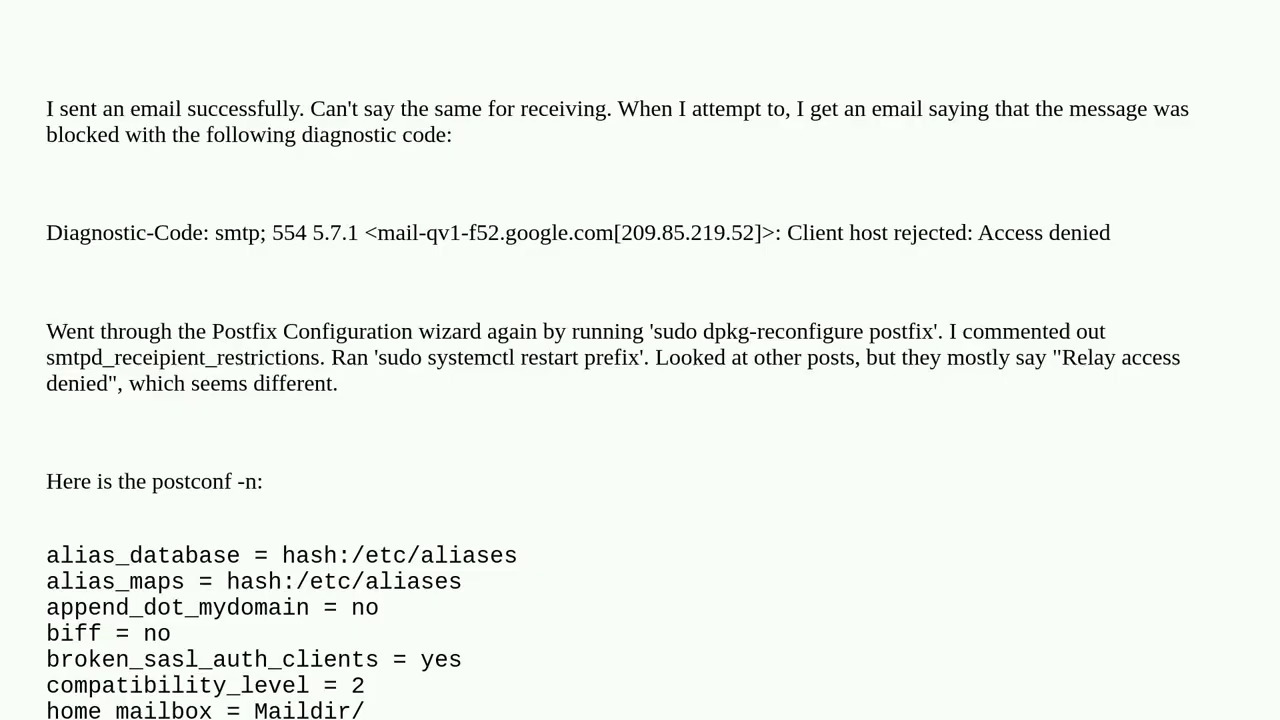 I sent an email successfully. Can't say the same for receiving. When I attempt to, I get an email saying that the message was
blocked with the following diagnostic code:
Diagnostic-Code: smtp; 554 5.7.1 <mail-qv1-f52.google.com[209.85.219.52]>: Client host rejected: Access denied
Went through the Postfix Configuration wizard again by running 'sudo dpkg-reconfigure postfix'. I commented out
smtpd_receipient_restrictions. Ran 'sudo systemctl restart prefix'. Looked at other posts, but they mostly say "Relay access
denied", which seems different.
Here is the postconf -n:
alias_database = hash:/etc/aliases
alias_maps = hash:/etc/aliases
append_dot_mydomain = no
biff = no
broken_sasl_auth_clients = yes
compatibility_level = 2
home_mailbox = Maildir/